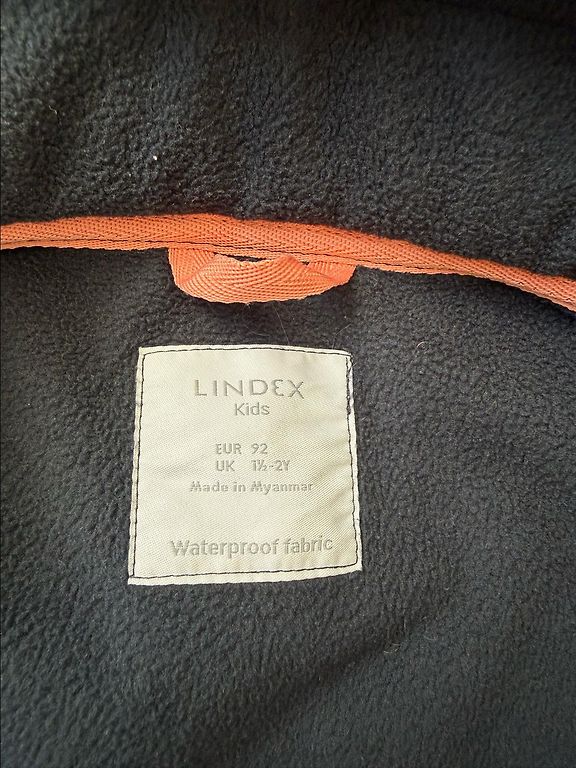 LINDEX
Kids
EUR 92
UK 1½-2Y
Made in Myanmar
Waterproof fabric